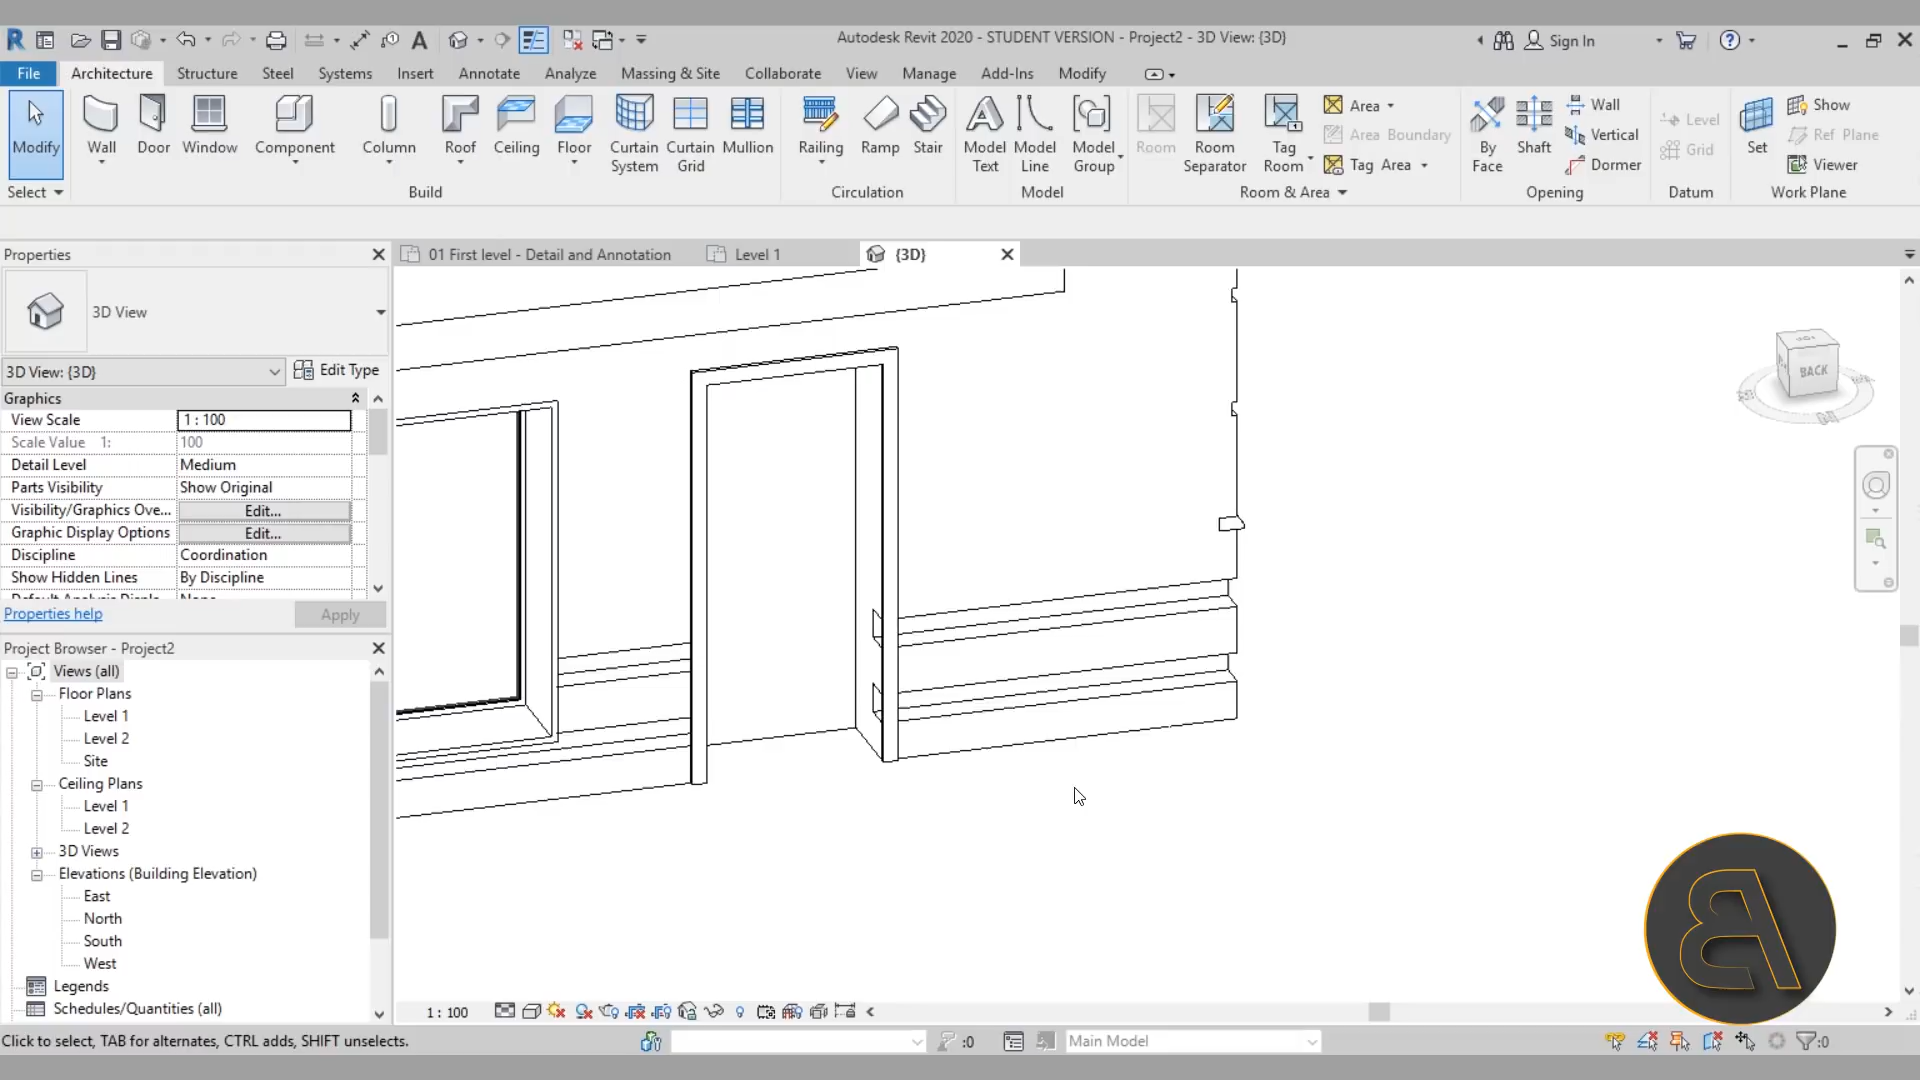 Autodesk Revit 2020 - STUDENT VERSION - Project2 - 3D View: {3D}
Sign In
File Architecture Structure Steel Systems Insert Annotate Analyze Massing & Site Collaborate View Manage Add-Ins Modify
Modify Wall Door Window Component Column Roof Ceiling Floor Curtain System Curtain Grid Mullion Railing Ramp Stair Model Text Model Line Model Group Room Room Separator Tag Room
Area
Area Boundary
Tag Area
By Face Shaft
Wall
Vertical
Dormer
Level
Grid
Set
Show
Ref Plane
Viewer
Select Build Circulation Model Room & Area Opening Datum Work Plane
Properties
01 First level - Detail and Annotation Level 1 {3D}
3D View
3D View: {3D} Edit Type
Graphics
View Scale 1 : 100
Scale Value 1: 100
Detail Level Medium
Parts Visibility Show Original
Visibility/Graphics Ove... Edit...
Graphic Display Options Edit...
Discipline Coordination
Show Hidden Lines By Discipline
Properties help Apply
Project Browser - Project2
Views (all)
Floor Plans
Level 1
Level 2
Site
Ceiling Plans
Level 1
Level 2
3D Views
Elevations (Building Elevation)
East
North
South
West
Legends
Schedules/Quantities (all)
BACK
1 : 100
Click to select, TAB for alternates, CTRL adds, SHIFT unselects.
:0
Main Model
:0